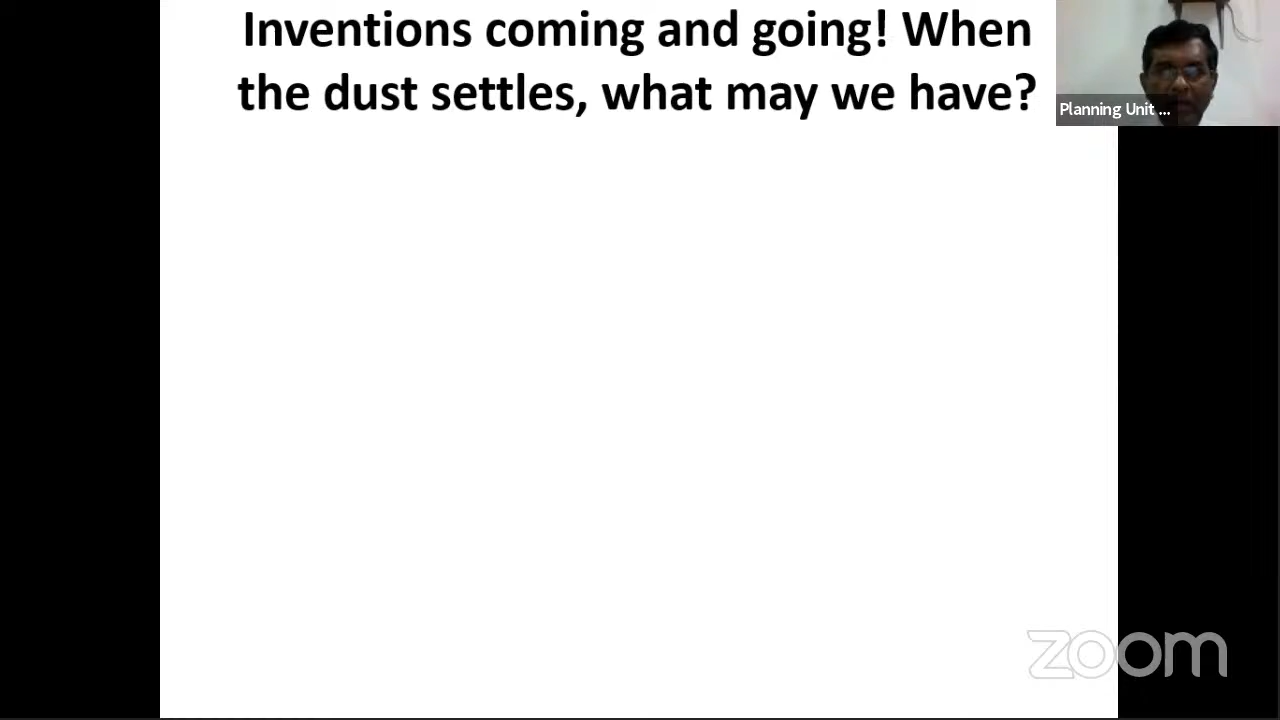 Inventions coming and going! When
the dust settles, what may we have?
Planning Unit ...
zoom